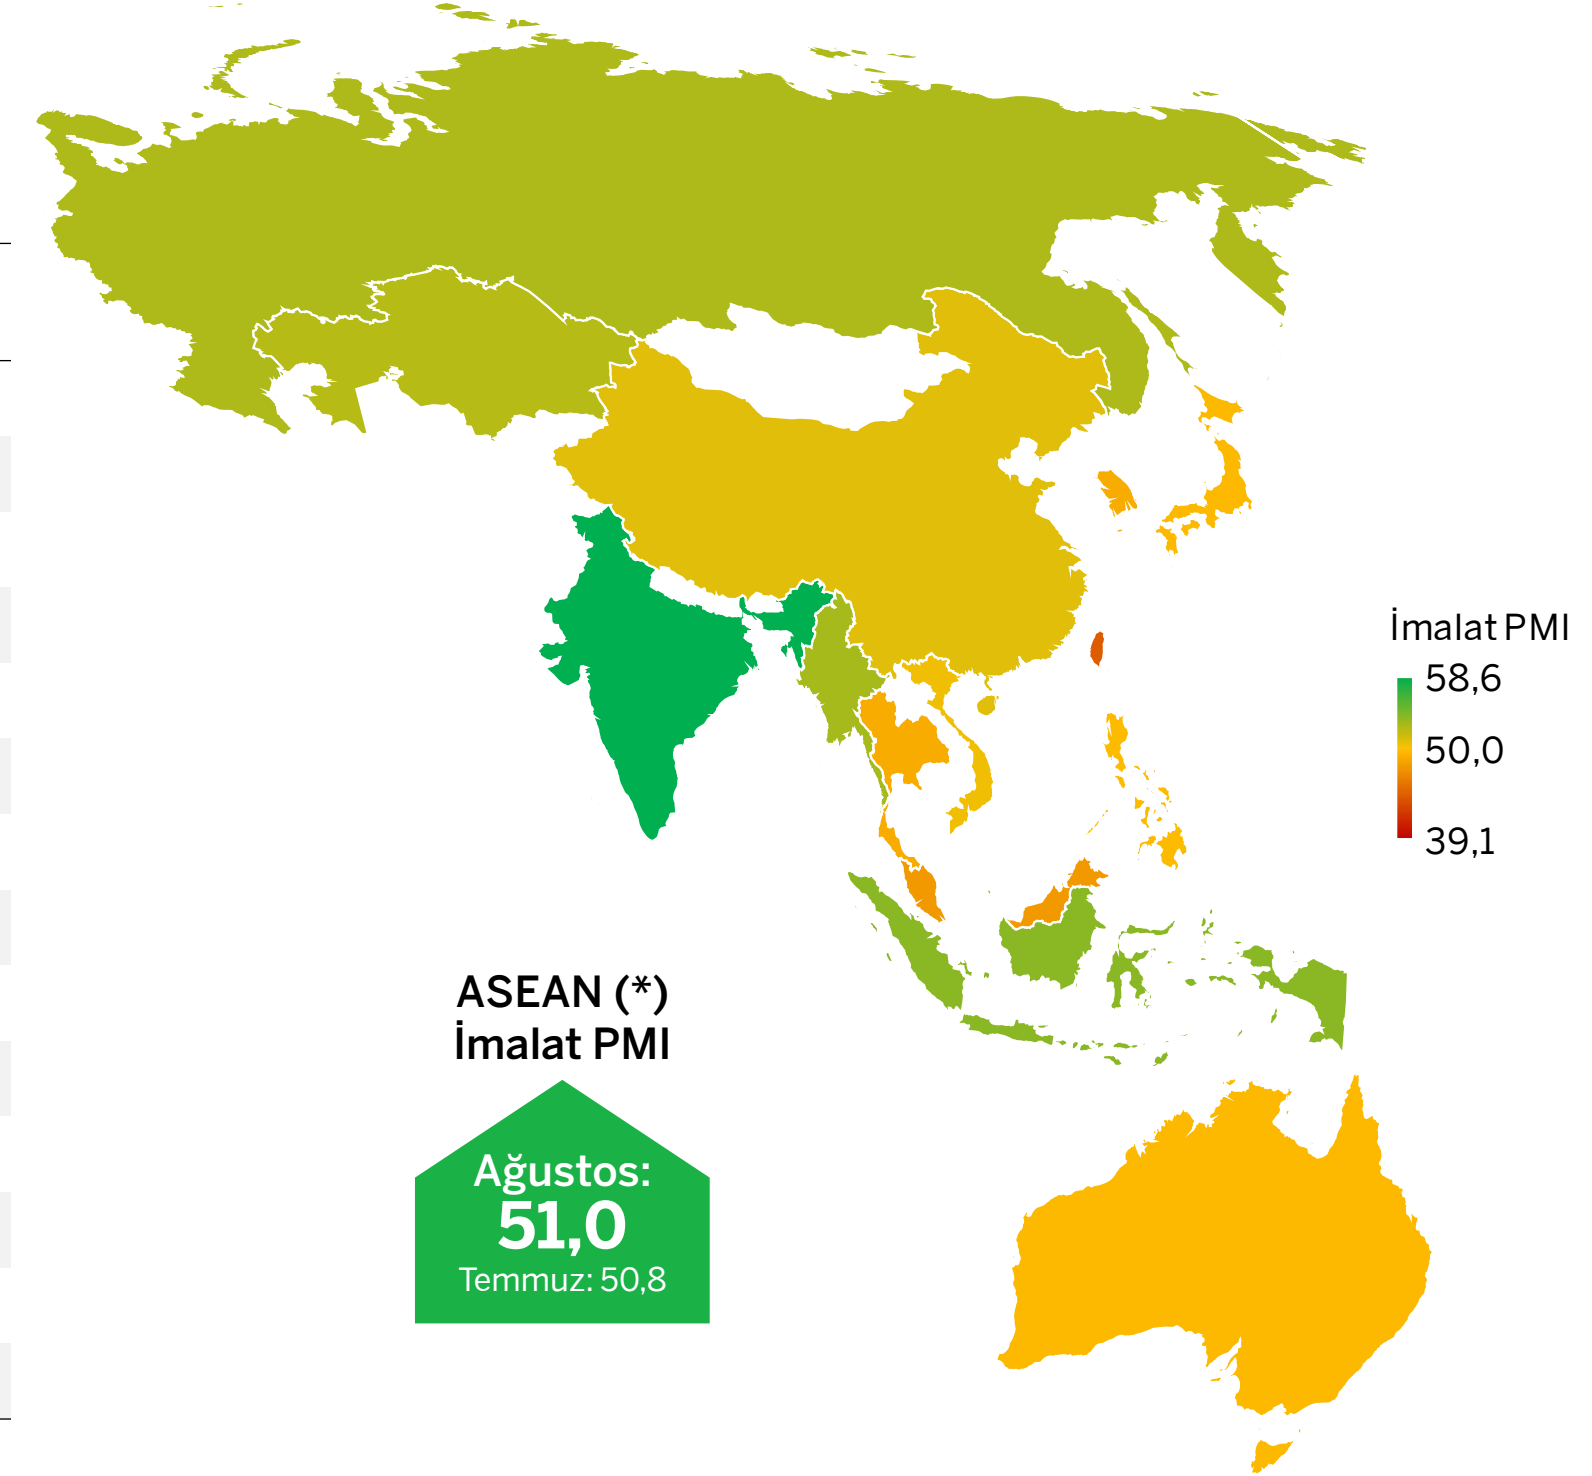 İmalat PMI
58,6
50,0
39,1
ASEAN (*)
İmalat PMI
Ağustos:
51,0
Temmuz: 50,8